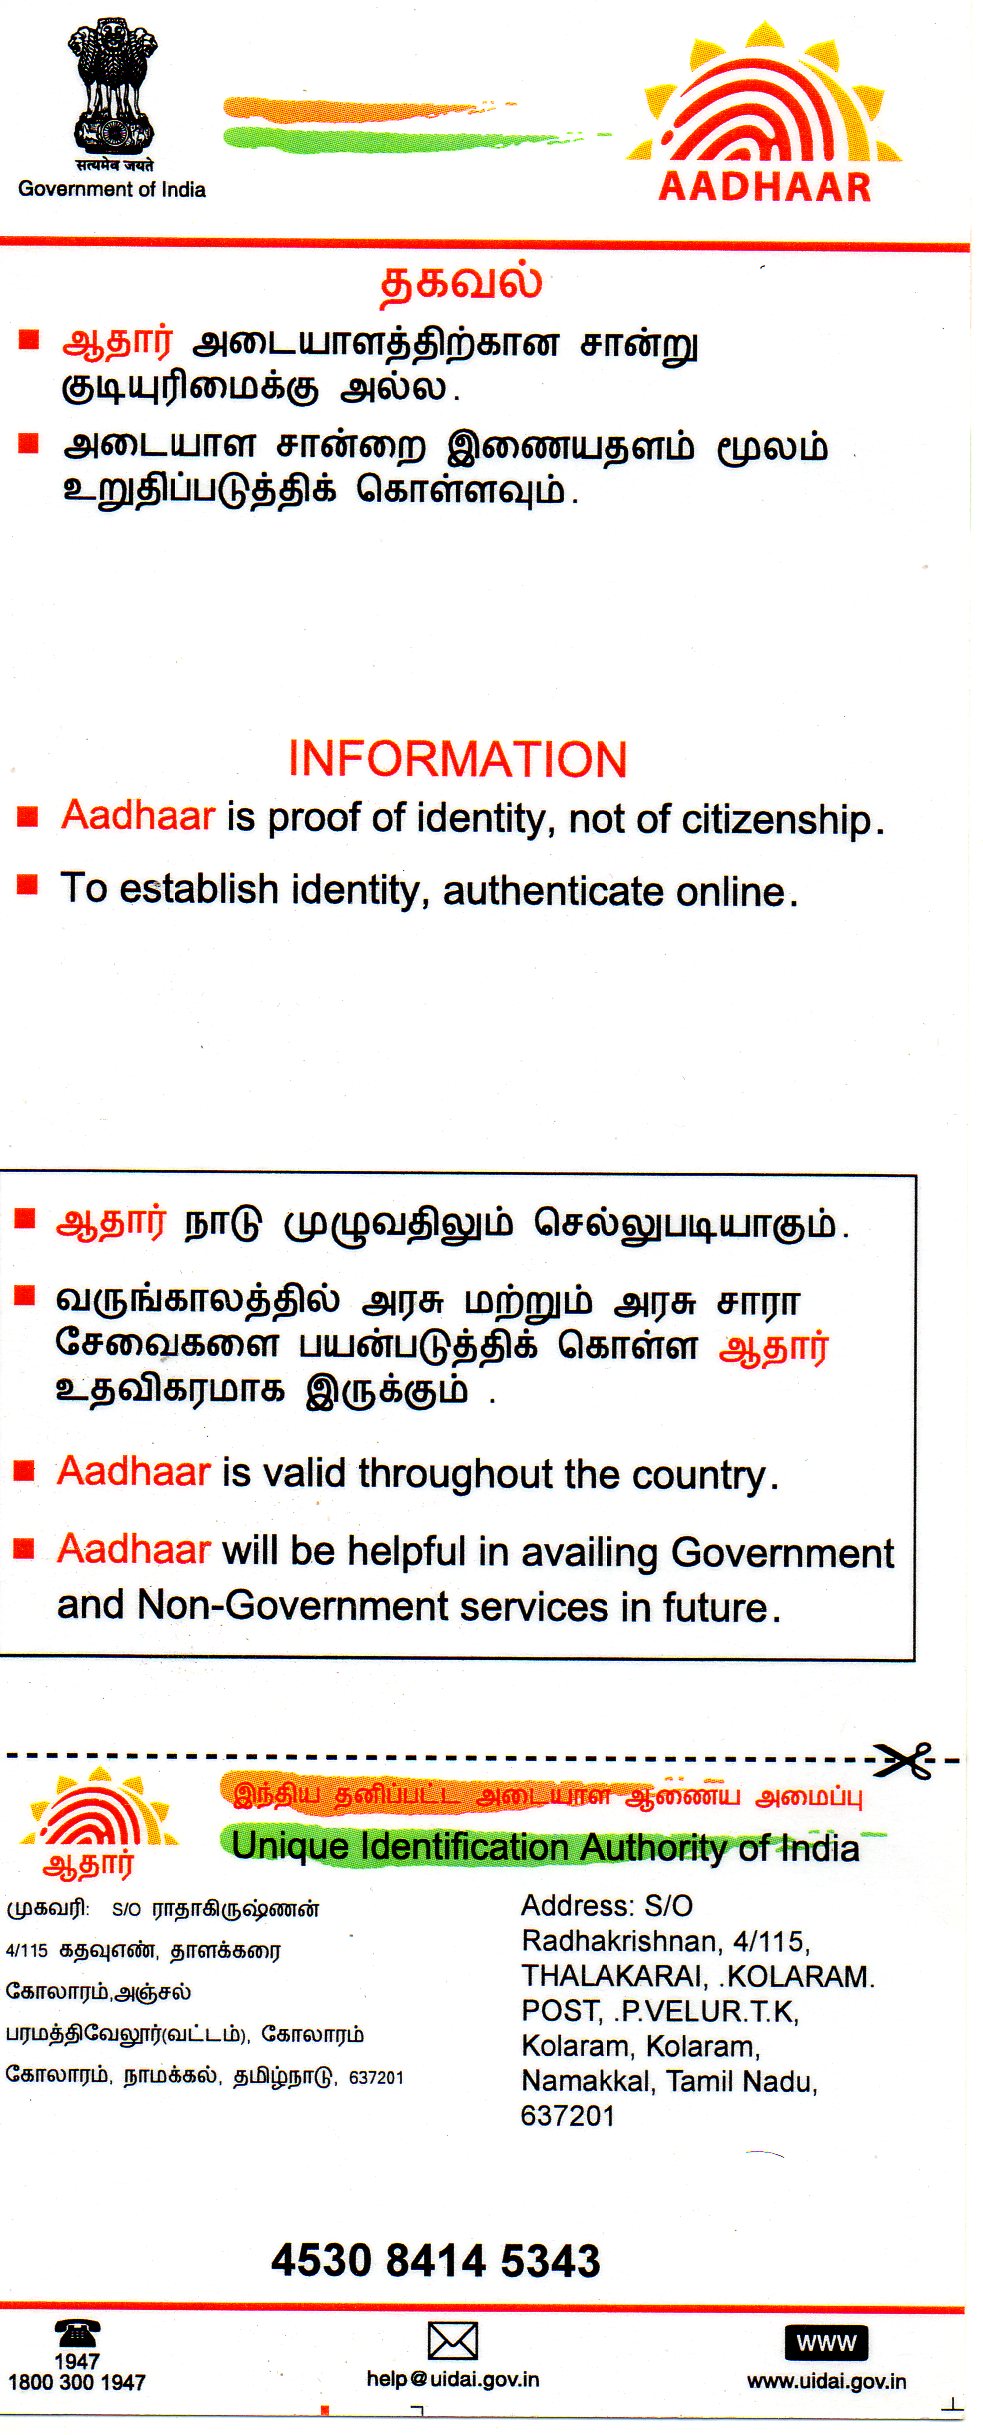 सत्यमेव जयते
Government of India
AADHAAR
தகவல்
ஆதார் அடையாளத்திற்கான சான்று
குடியுரிமைக்கு அல்ல.
அடையாள சான்றை இணையதளம் மூலம்
உறுதிப்படுத்திக் கொள்ளவும்.
INFORMATION
Aadhaar is proof of identity, not of citizenship.
To establish identity, authenticate online.
ஆதார் நாடு முழுவதிலும் செல்லுபடியாகும்.
வருங்காலத்தில் அரசு மற்றும் அரசு சாரா
சேவைகளை பயன்படுத்திக் கொள்ள ஆதார்
உதவிகரமாக இருக்கும் .
Aadhaar is valid throughout the country.
Aadhaar will be helpful in availing Government
and Non-Government services in future.
ஆதார்
இந்திய தனிப்பட்ட அடையாள ஆணைய அமைப்பு
Unique Identification Authority of India
முகவரி: S/O ராதாகிருஷ்ணன்
4/115 கதவுஎண், தாளக்கரை
கோலாரம்,அஞ்சல்
பரமத்திவேலூர்(வட்டம்), கோலாரம்
கோலாரம், நாமக்கல், தமிழ்நாடு, 637201
Address: S/O
Radhakrishnan, 4/115,
THALAKARAI, .KOLARAM.
POST, .P.VELUR.T.K,
Kolaram, Kolaram,
Namakkal, Tamil Nadu,
637201
4530 8414 5343
1947
1800 300 1947
help@uidai.gov.in
www
www.uidai.gov.in